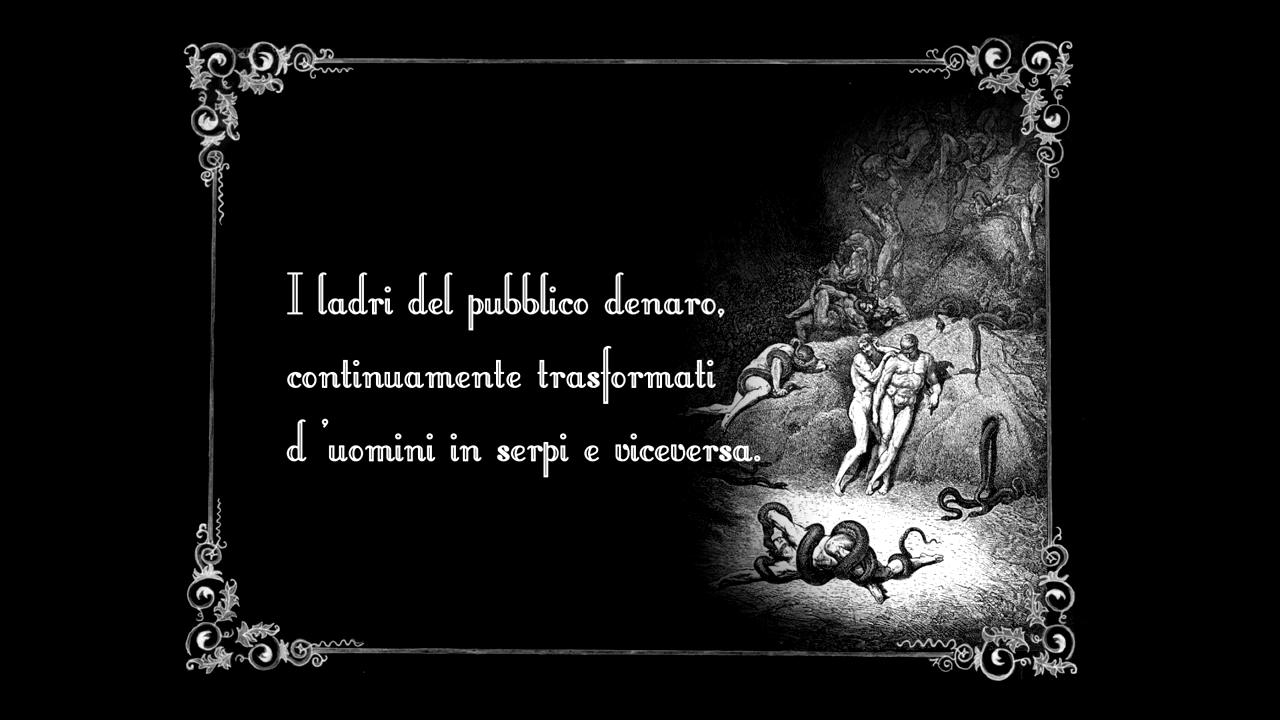 I ladri del pubblico denaro,
continuamente trasformati
d 'uomini in serpi e viceversa.